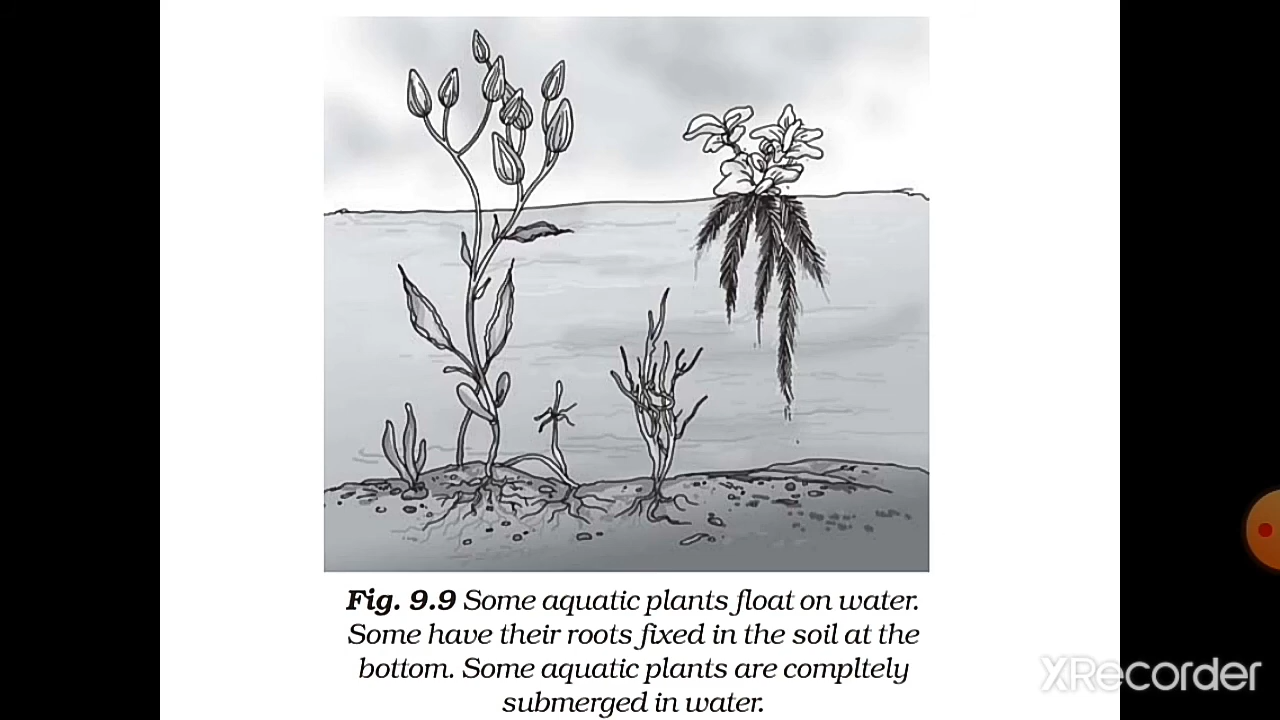 Fig. 9.9 Some aquatic plants float on water.
Some have their roots fixed in the soil at the
bottom. Some aquatic plants are compltely
submerged in water.
XRecorder